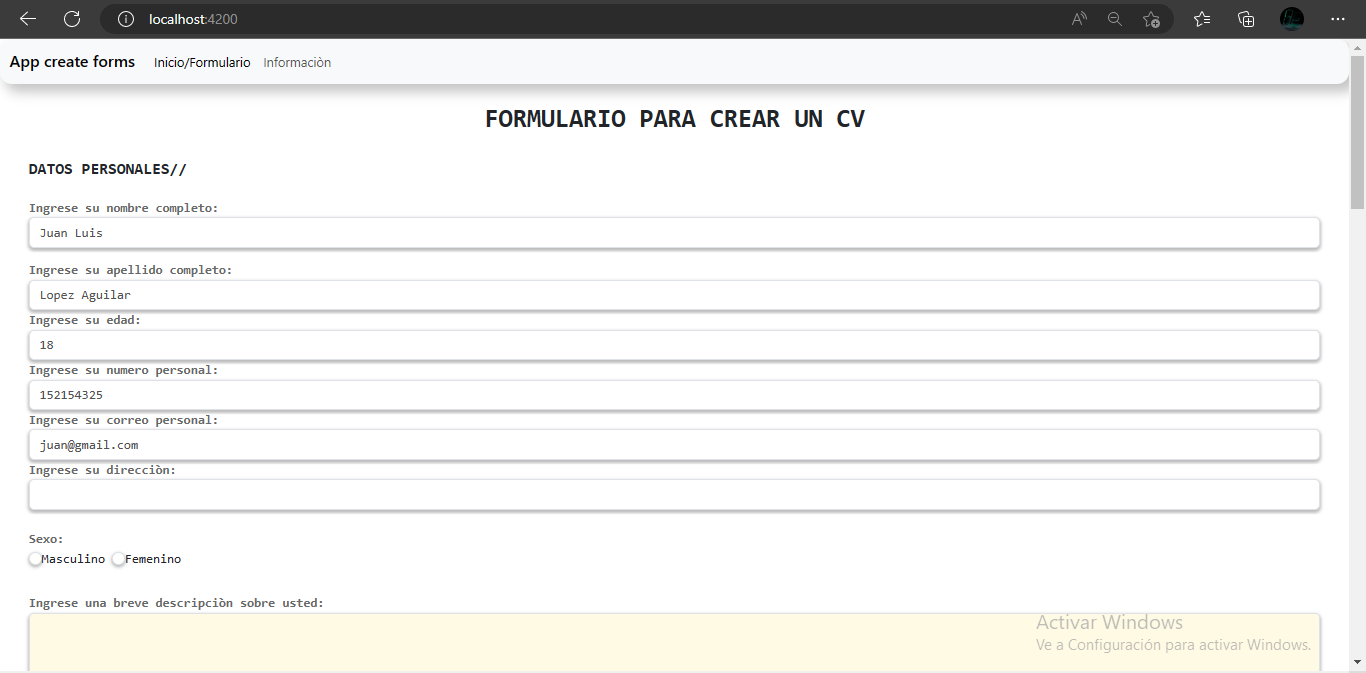 localhost:4200
App create forms Inicio/Formulario Informaciòn
FORMULARIO PARA CREAR UN CV
DATOS PERSONALES//
Ingrese su nombre completo:
Juan Luis
Ingrese su apellido completo:
Lopez Aguilar
Ingrese su edad:
18
Ingrese su numero personal:
152154325
Ingrese su correo personal:
juan@gmail.com
Ingrese su direcciòn:
Sexo:
Masculino Femenino
Ingrese una breve descripciòn sobre usted:
Activar Windows
Ve a Configuración para activar Windows.